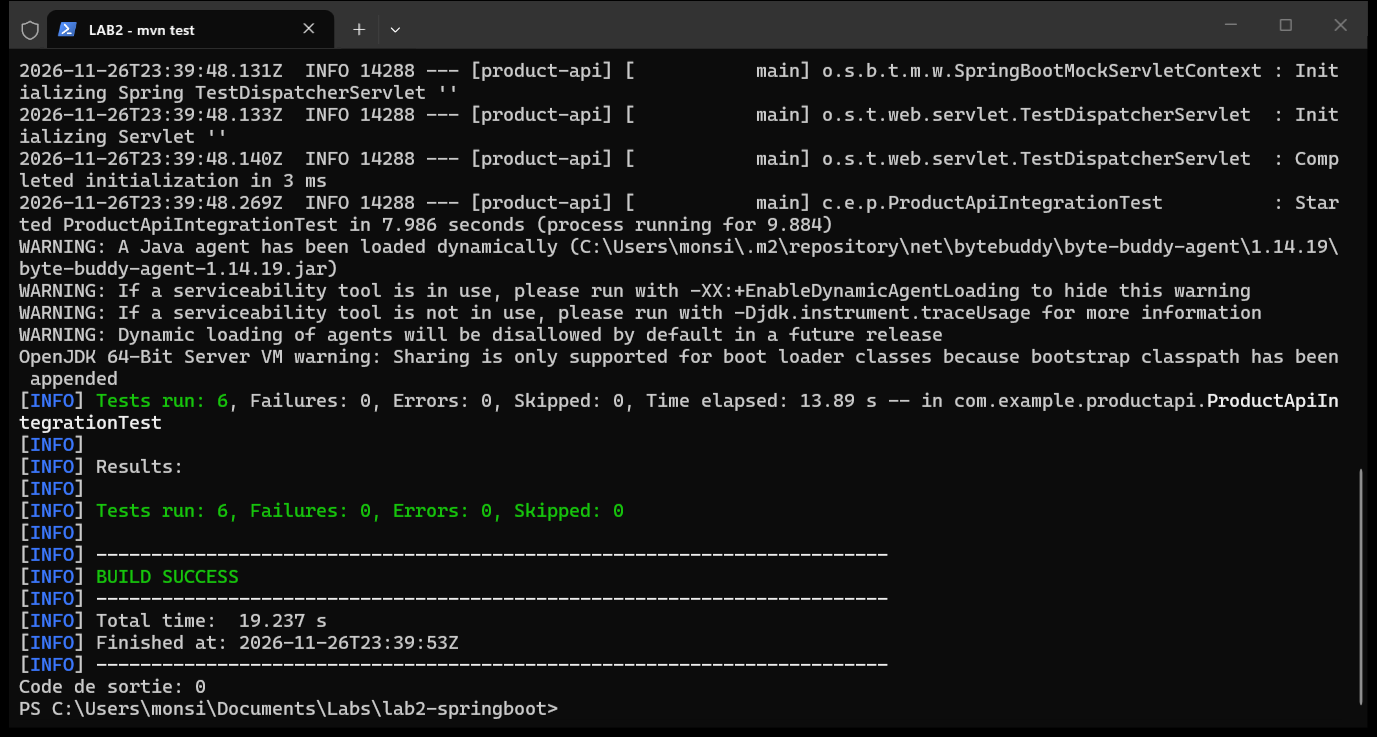 LAB2 - mvn test
2026-11-26T23:39:48.131Z  INFO 14288 --- [product-api] [           main] o.s.b.t.m.w.SpringBootMockServletContext : Init
ializing Spring TestDispatcherServlet ''
2026-11-26T23:39:48.133Z  INFO 14288 --- [product-api] [           main] o.s.t.web.servlet.TestDispatcherServlet  : Init
ializing Servlet ''
2026-11-26T23:39:48.140Z  INFO 14288 --- [product-api] [           main] o.s.t.web.servlet.TestDispatcherServlet  : Comp
leted initialization in 3 ms
2026-11-26T23:39:48.269Z  INFO 14288 --- [product-api] [           main] c.e.p.ProductApiIntegrationTest          : Star
ted ProductApiIntegrationTest in 7.986 seconds (process running for 9.884)
WARNING: A Java agent has been loaded dynamically (C:\Users\monsi\.m2\repository\net\bytebuddy\byte-buddy-agent\1.14.19\
byte-buddy-agent-1.14.19.jar)
WARNING: If a serviceability tool is in use, please run with -XX:+EnableDynamicAgentLoading to hide this warning
WARNING: If a serviceability tool is not in use, please run with -Djdk.instrument.traceUsage for more information
WARNING: Dynamic loading of agents will be disallowed by default in a future release
OpenJDK 64-Bit Server VM warning: Sharing is only supported for boot loader classes because bootstrap classpath has been
 appended
[INFO] Tests run: 6, Failures: 0, Errors: 0, Skipped: 0, Time elapsed: 13.89 s -- in com.example.productapi.ProductApiIn
tegrationTest
[INFO]
[INFO] Results:
[INFO]
[INFO] Tests run: 6, Failures: 0, Errors: 0, Skipped: 0
[INFO]
[INFO] ------------------------------------------------------------------------
[INFO] BUILD SUCCESS
[INFO] ------------------------------------------------------------------------
[INFO] Total time:  19.237 s
[INFO] Finished at: 2026-11-26T23:39:53Z
[INFO] ------------------------------------------------------------------------
Code de sortie: 0
PS C:\Users\monsi\Documents\Labs\lab2-springboot>